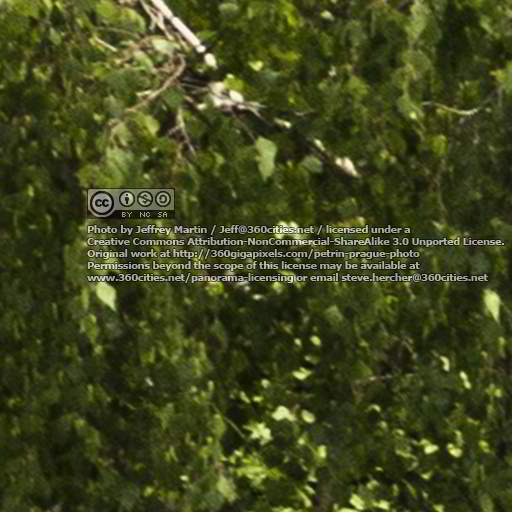 cc
BY NC SA
Photo by Jeffrey Martin / Jeff@360cities.net / licensed under a
Creative Commons Attribution-NonCommercial-ShareAlike 3.0 Unported License.
Original work at http://360gigapixels.com/petrin-prague-photo
Permissions beyond the scope of this license may be available at
www.360cities.net/panorama-licensing or email steve.hercher@360cities.net